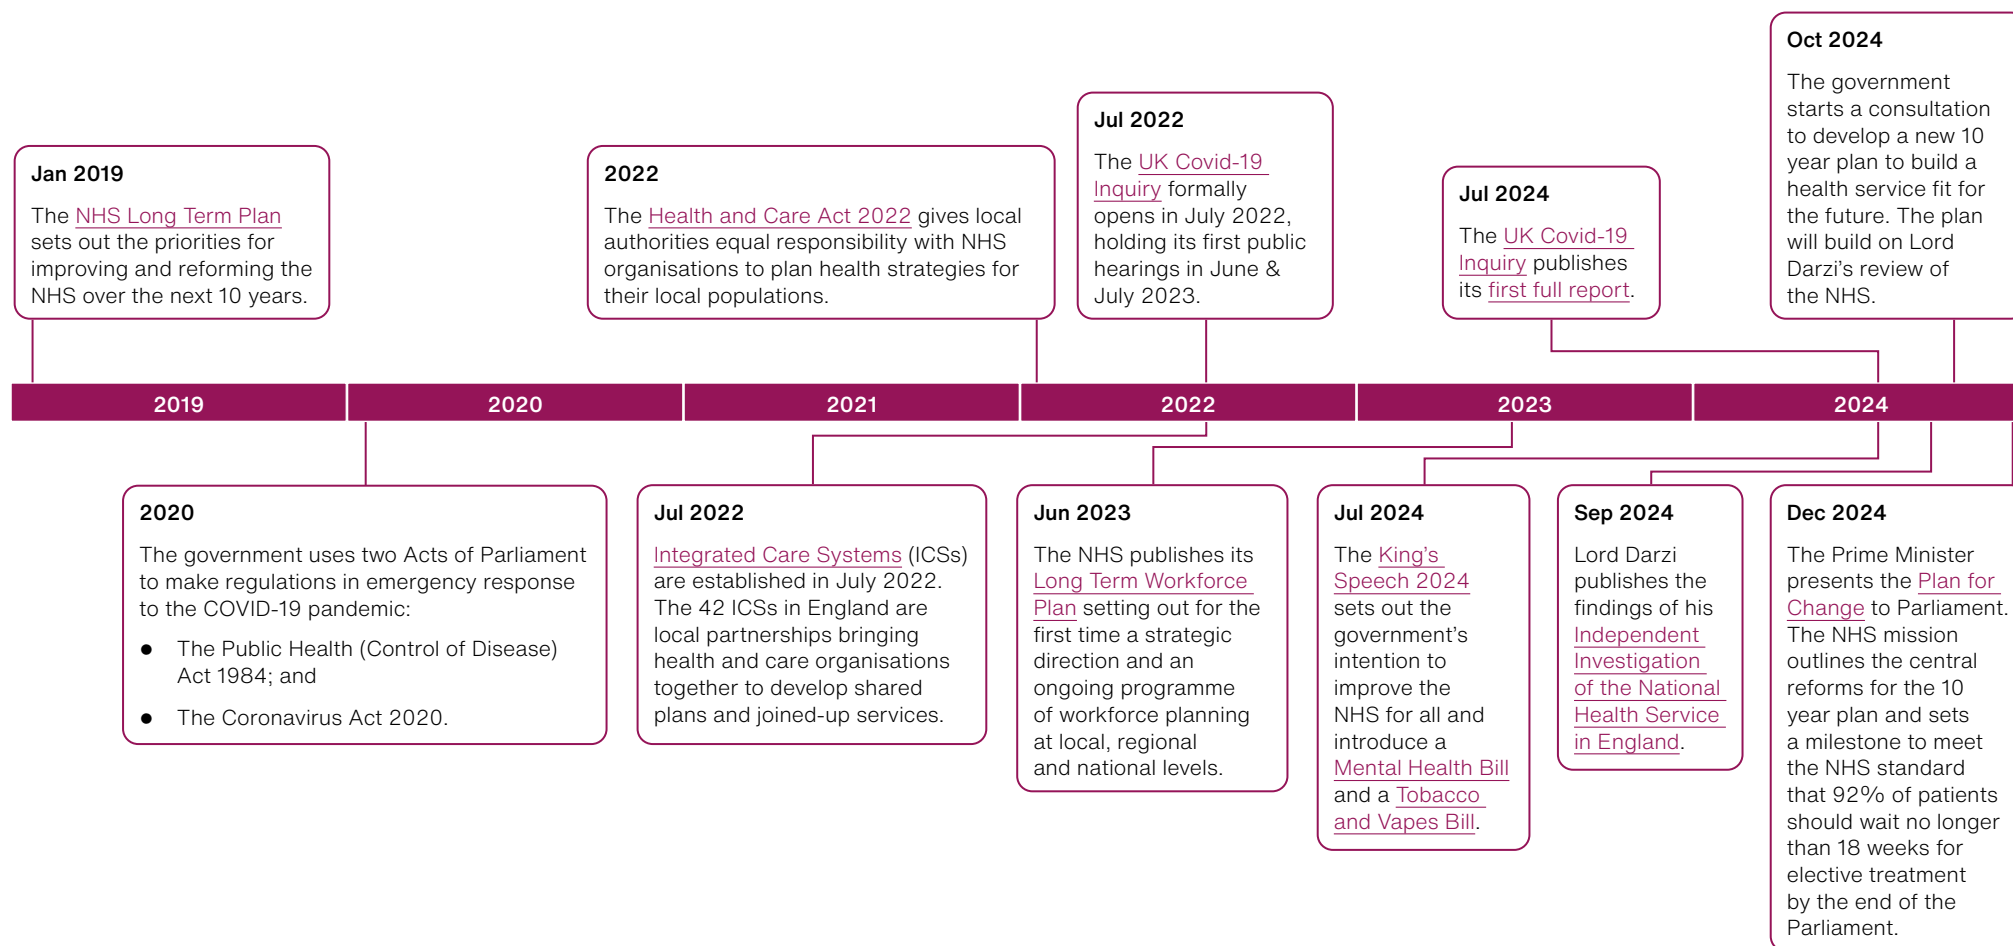 Jan 2019
The NHS Long Term Plan
sets out the priorities for
improving and reforming the
NHS over the next 10 years.
2022
The Health and Care Act 2022 gives local
authorities equal responsibility with NHS
organisations to plan health strategies for
their local populations.
Jul 2022
The UK Covid-19
Inquiry formally
opens in July 2022,
holding its first public
hearings in June &
July 2023.
Jul 2024
The UK Covid-19
Inquiry publishes
its first full report.
Oct 2024
The government
starts a consultation
to develop a new 10
year plan to build a
health service fit for
the future. The plan
will build on Lord
Darzi's review of
the NHS.
2019
2020
2021
2022
2023
2024
2020
The government uses two Acts of Parliament
to make regulations in emergency response
to the COVID-19 pandemic:
● The Public Health (Control of Disease)
Act 1984; and
● The Coronavirus Act 2020.
Jul 2022
Integrated Care Systems (ICSs)
are established in July 2022.
The 42 ICSs in England are
local partnerships bringing
health and care organisations
together to develop shared
plans and joined-up services.
Jun 2023
The NHS publishes its
Long Term Workforce
Plan setting out for the
first time a strategic
direction and an
ongoing programme
of workforce planning
at local, regional
and national levels.
Jul 2024
The King's
Speech 2024
sets out the
government's
intention to
improve the
NHS for all and
introduce a
Mental Health Bill
and a Tobacco
and Vapes Bill.
Sep 2024
Lord Darzi
publishes the
findings of his
Independent
Investigation
of the National
Health Service
in England.
Dec 2024
The Prime Minister
presents the Plan for
Change to Parliament.
The NHS mission
outlines the central
reforms for the 10
year plan and sets
a milestone to meet
the NHS standard
that 92% of patients
should wait no longer
than 18 weeks for
elective treatment
by the end of the
Parliament.